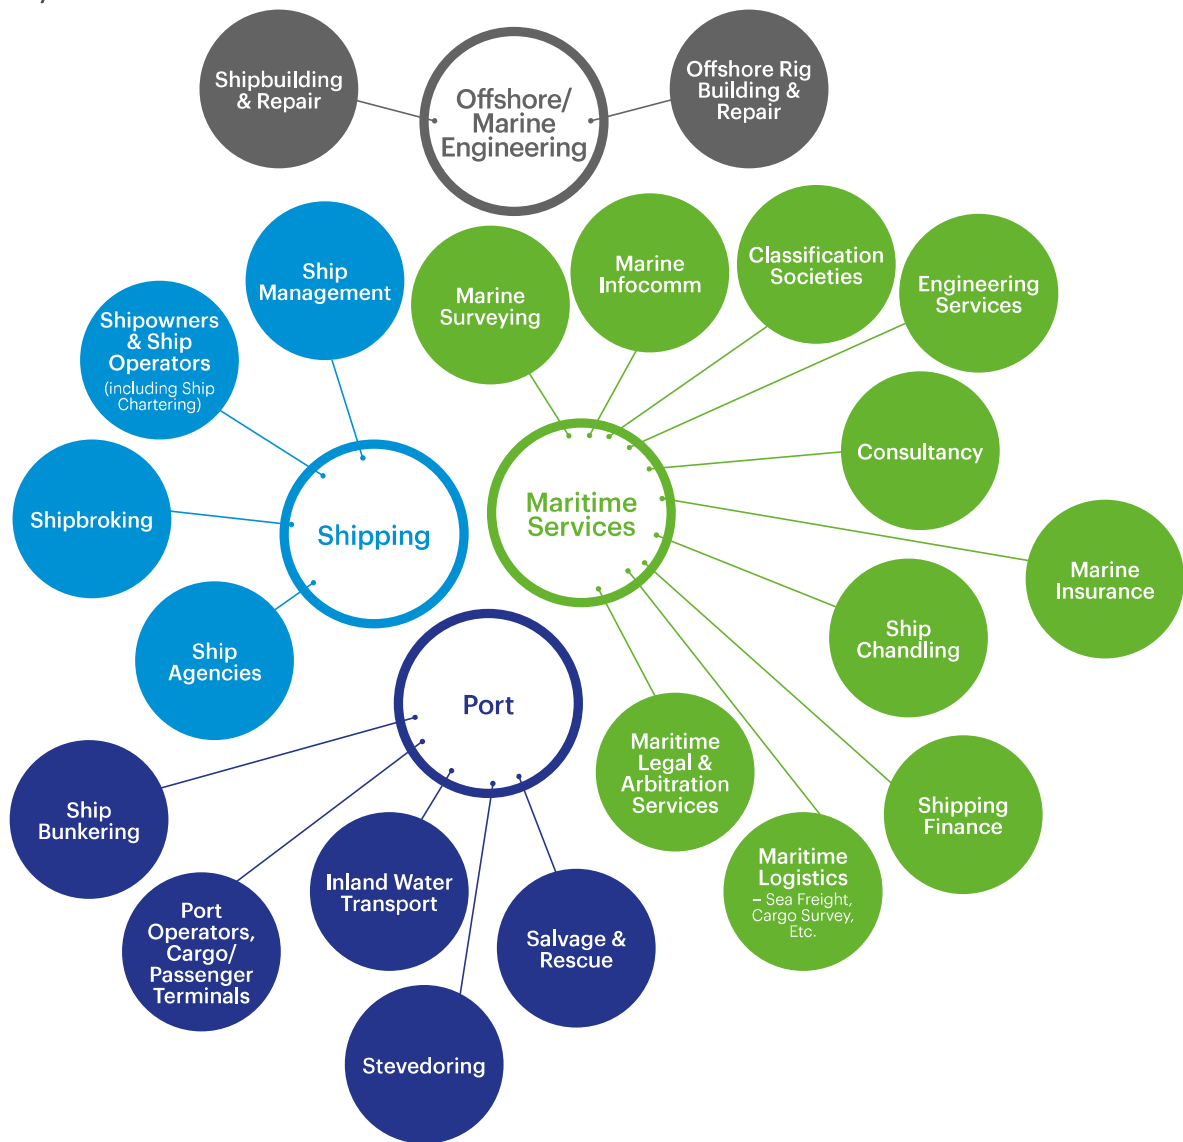 Shipbuilding
& Repair
Offshore/
Marine
Engineering
Offshore Rig
Building &
Repair
Ship
Management
Marine
Surveying
Marine
Infocomm
Classification
Societies
Engineering
Services
Shipowners
& Ship
Operators
(including Ship
Chartering)
Consultancy
Shipbroking
Shipping
Maritime
Services
Marine
Insurance
Ship
Agencies
Ship
Chandling
Port
Maritime
Legal &
Arbitration
Services
Ship
Bunkering
Shipping
Finance
Inland Water
Transport
Maritime
Logistics
– Sea Freight,
Cargo Survey,
Etc.
Port
Operators,
Cargo/
Passenger
Terminals
Salvage &
Rescue
Stevedoring